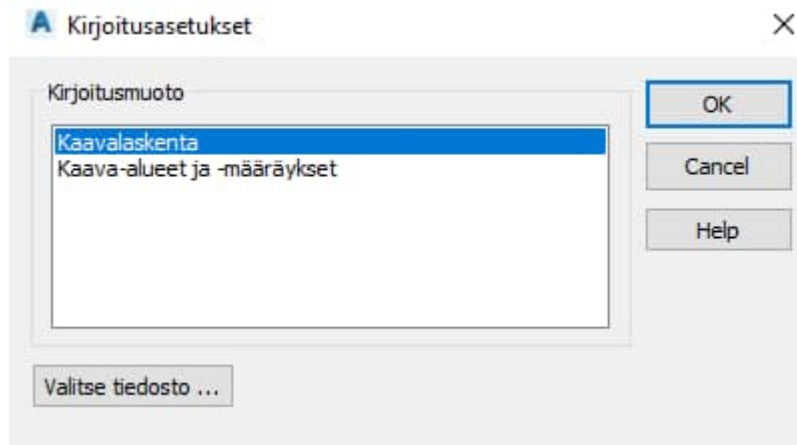 Kirjoitusasetukset
Kirjoitusmuoto
Kaavalaskenta
Kaava-alueet ja -määräykset
OK
Cancel
Help
Valitse tiedosto ...